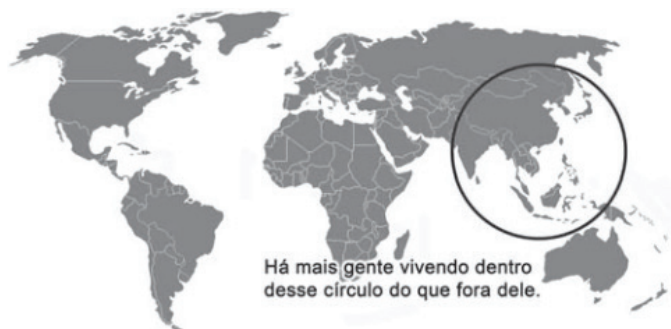 Há mais gente vivendo dentro
desse círculo do que fora dele.